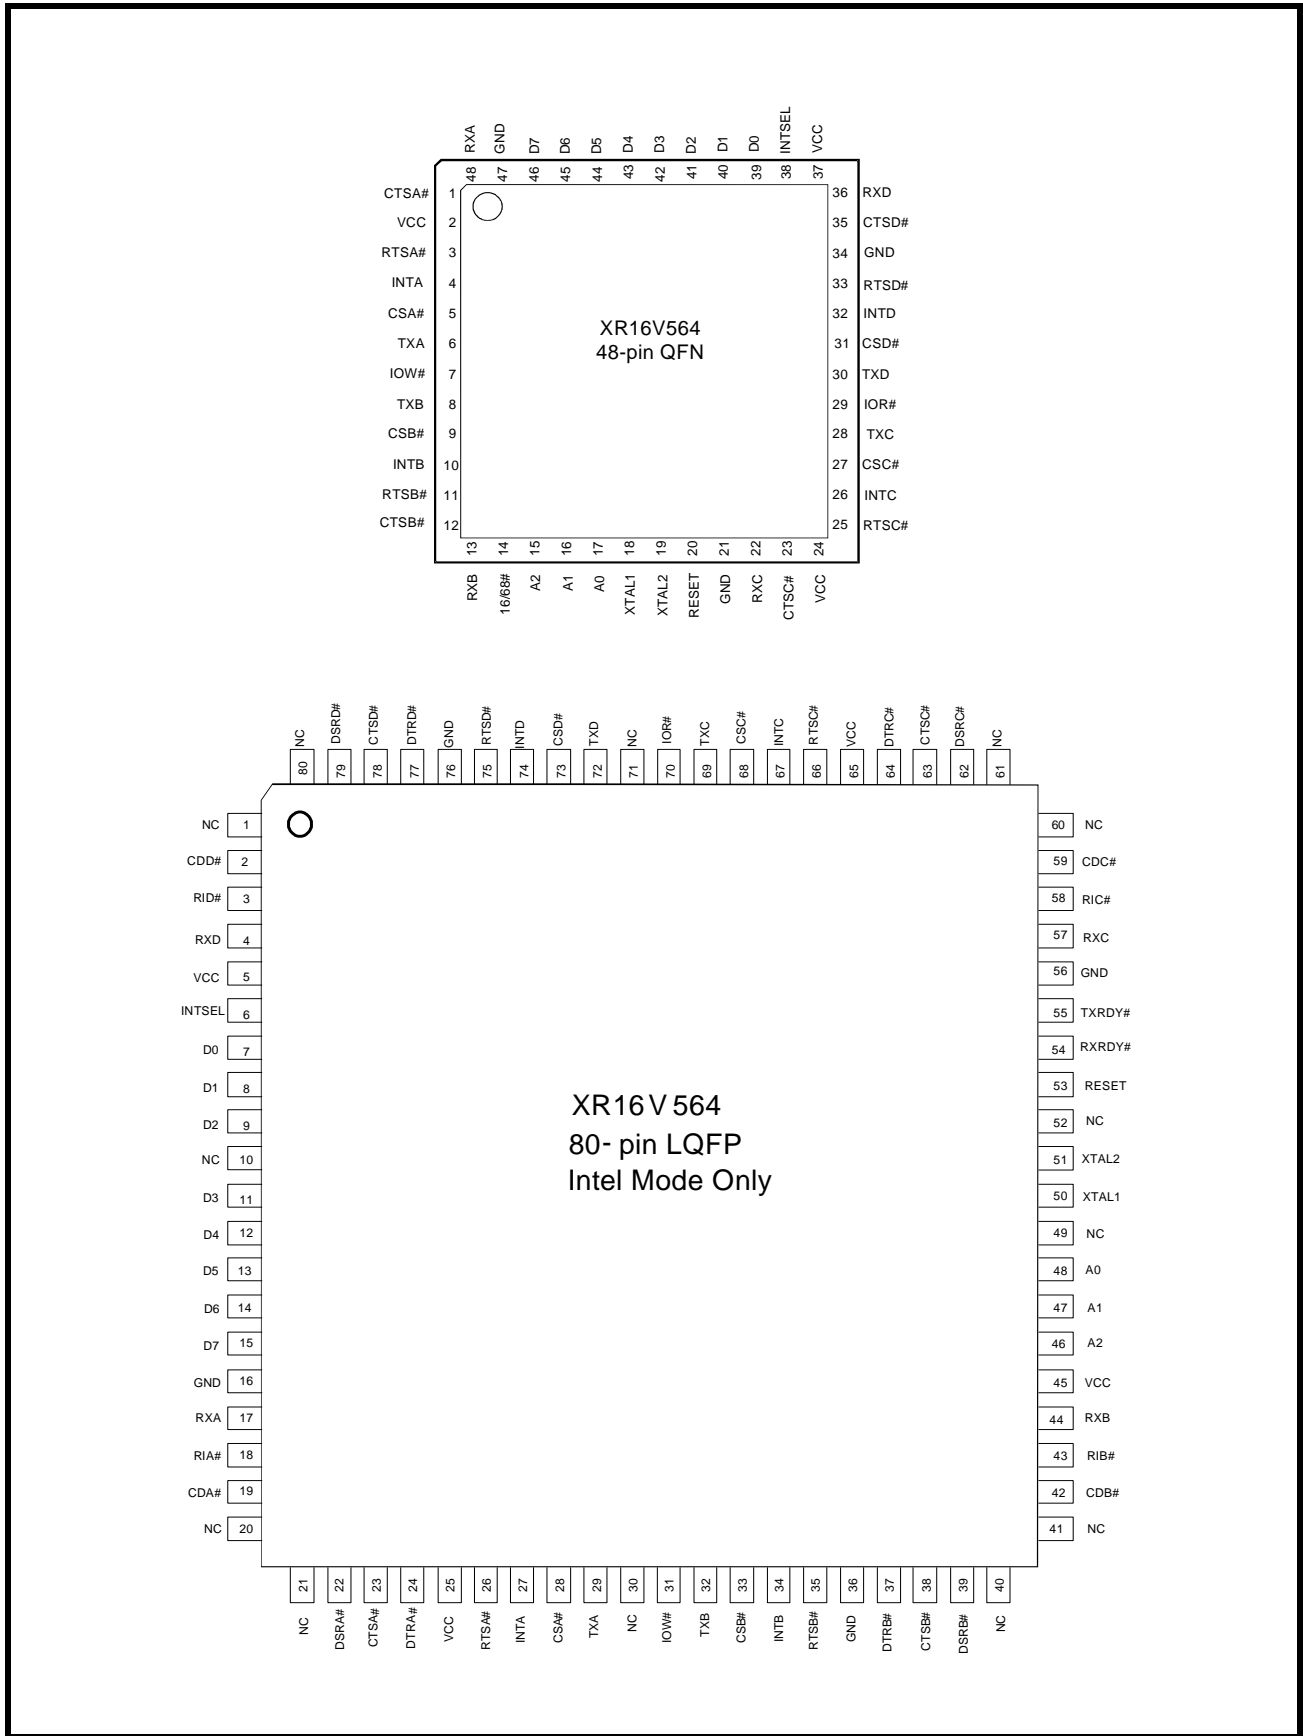 RXA GND D7 D6 D5 D4 D3 D2 D1 D0 INTSEL VCC
48 47 46 45 44 43 42 41 40 39 38 37
CTSA# 1 36 RXD
VCC 2 35 CTSD#
RTSA# 3 34 GND
INTA 4 33 RTSD#
CSA# 5 32 INTD
XR16V564
TXA 6 31 CSD#
48-pin QFN
IOW# 7 30 TXD
TXB 8 29 IOR#
CSB# 9 28 TXC
INTB 10 27 CSC#
RTSB# 11 26 INTC
CTSB# 12 25 RTSC#
13 14 15 16 17 18 19 20 21 22 23 24
RXB 16/68# A2 A1 A0 XTAL1 XTAL2 RESET GND RXC CTSC# VCC
NC DSRD# CTSD# DTRD# GND RTSD# INTD CSD# TXD NC IOR# TXC CSC# INTC RTSC# VCC DTRC# CTSC# DSRC# NC
80 79 78 77 76 75 74 73 72 71 70 69 68 67 66 65 64 63 62 61
NC 1 60 NC
CDD# 2 59 CDC#
RID# 3 58 RIC#
RXD 4 57 RXC
VCC 5 56 GND
INTSEL 6 55 TXRDY#
D0 7 54 RXRDY#
D1 8 53 RESET
XR16V564
D2 9 52 NC
80- pin LQFP
NC 10 51 XTAL2
Intel Mode Only
D3 11 50 XTAL1
D4 12 49 NC
D5 13 48 A0
D6 14 47 A1
D7 15 46 A2
GND 16 45 VCC
RXA 17 44 RXB
RIA# 18 43 RIB#
CDA# 19 42 CDB#
NC 20 41 NC
21 22 23 24 25 26 27 28 29 30 31 32 33 34 35 36 37 38 39 40
NC DSRA# CTSA# DTRA# VCC RTSA# INTA CSA# TXA NC IOW# TXB CSB# INTB RTSB# GND DTRB# CTSB# DSRB# NC